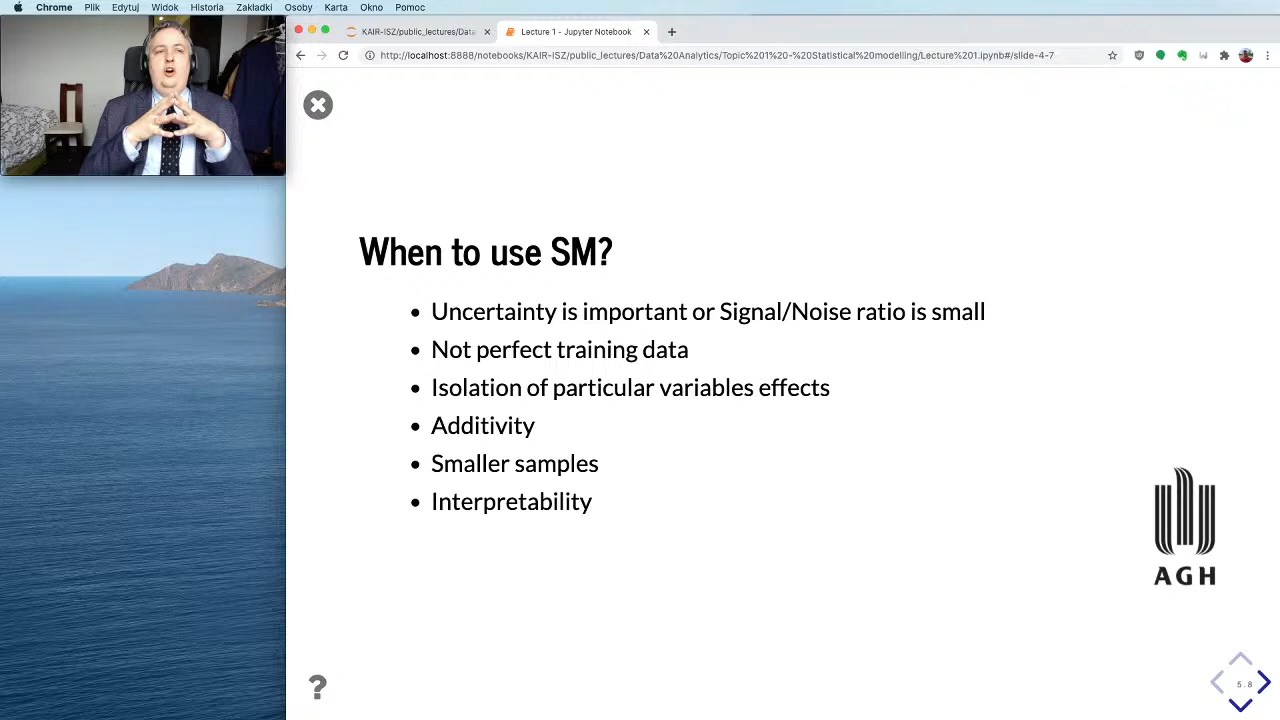 Chrome Plik Edytuj Widok Historia Zakładki Osoby Karta Okno Pomoc
KAIR-ISZ/public_lectures/Data
Lecture 1 - Jupyter Notebook
http://localhost:8888/notebooks/KAIR-ISZ/public_lectures/Data%20Analytics/Topic%201%20-%20Statistical%20modelling/Lecture%201.ipynb#/slide-4-7
When to use SM?
• Uncertainty is important or Signal/Noise ratio is small
• Not perfect training data
• Isolation of particular variables effects
• Additivity
• Smaller samples
• Interpretability
AGH
?
5.8